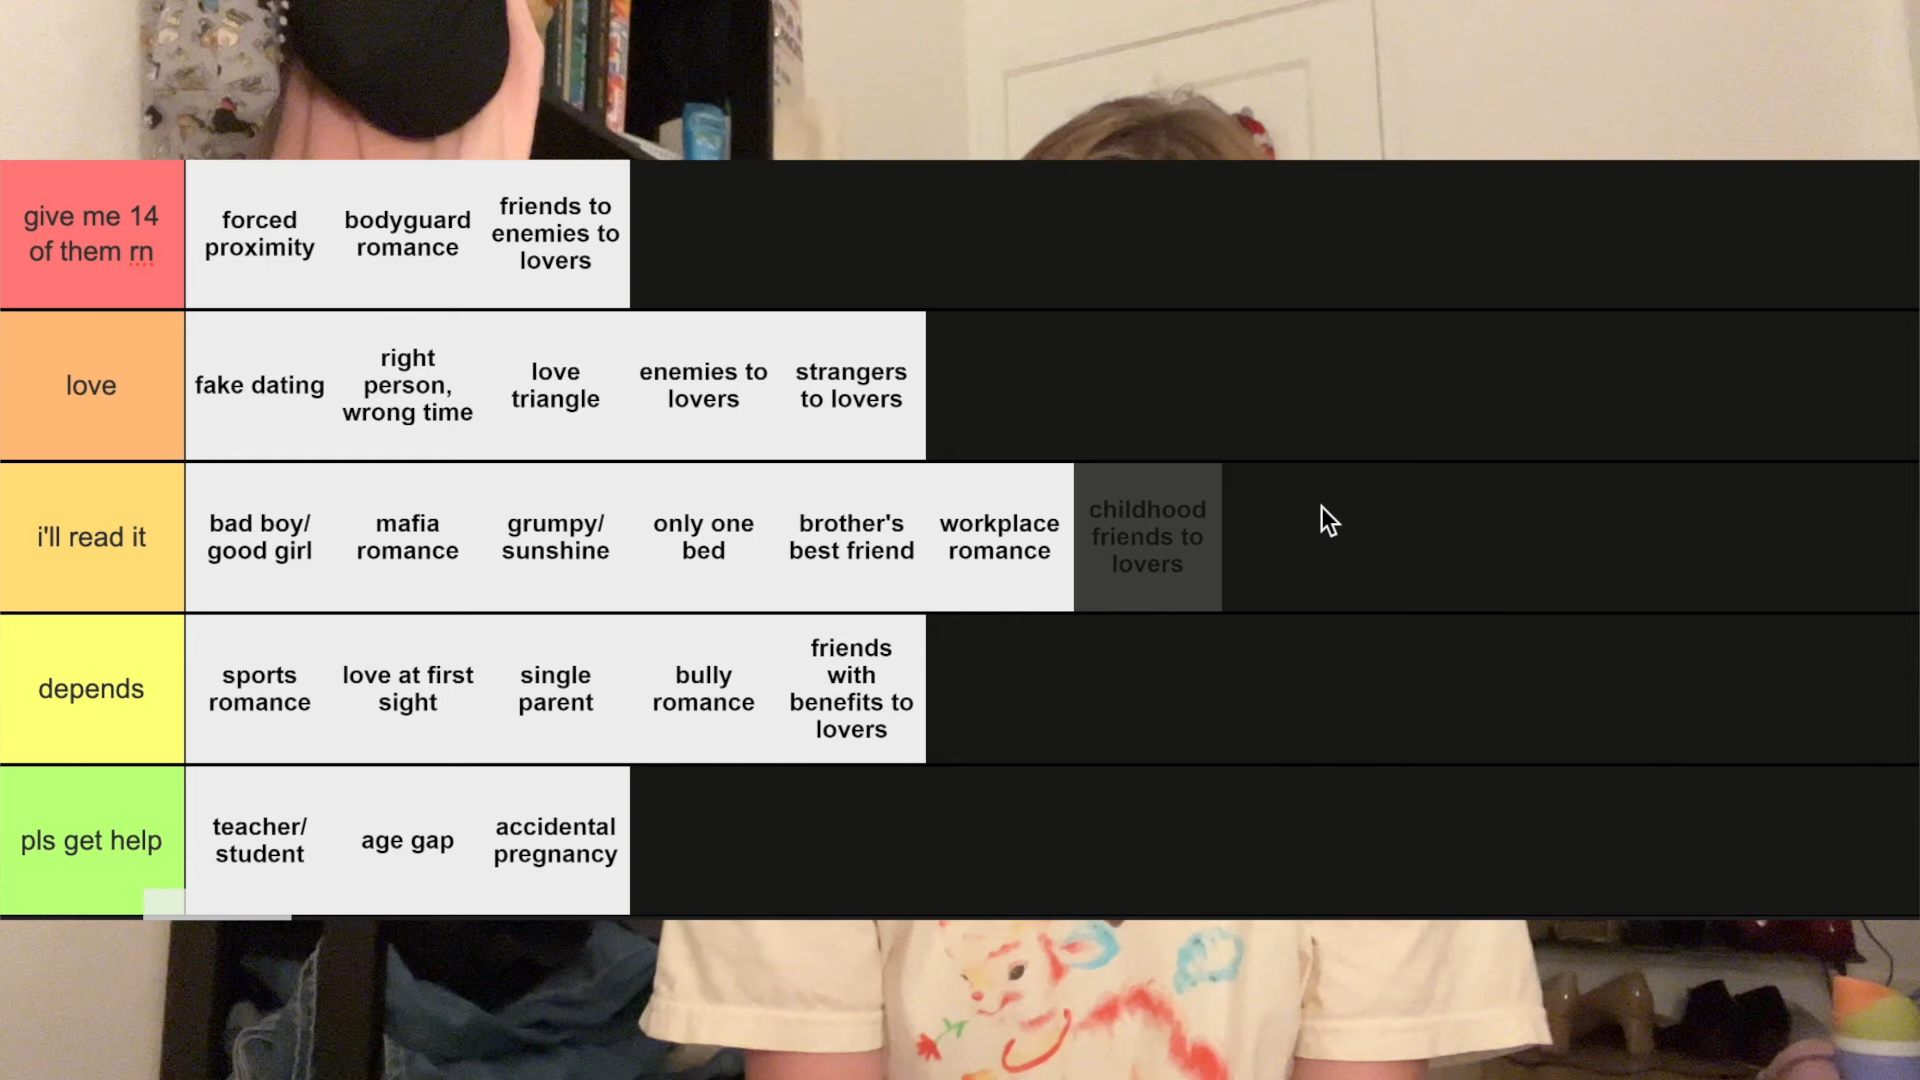 give me 14
of them rn
forced
proximity
bodyguard
romance
friends to
enemies to
lovers
love
fake dating
right
person,
wrong time
love
triangle
enemies to
lovers
strangers
to lovers
i'll read it
bad boy/
good girl
mafia
romance
grumpy/
sunshine
only one
bed
brother's
best friend
workplace
romance
childhood
friends to
lovers
depends
sports
romance
love at first
sight
single
parent
bully
romance
friends
with
benefits to
lovers
pls get help
teacher/
student
age gap
accidental
pregnancy